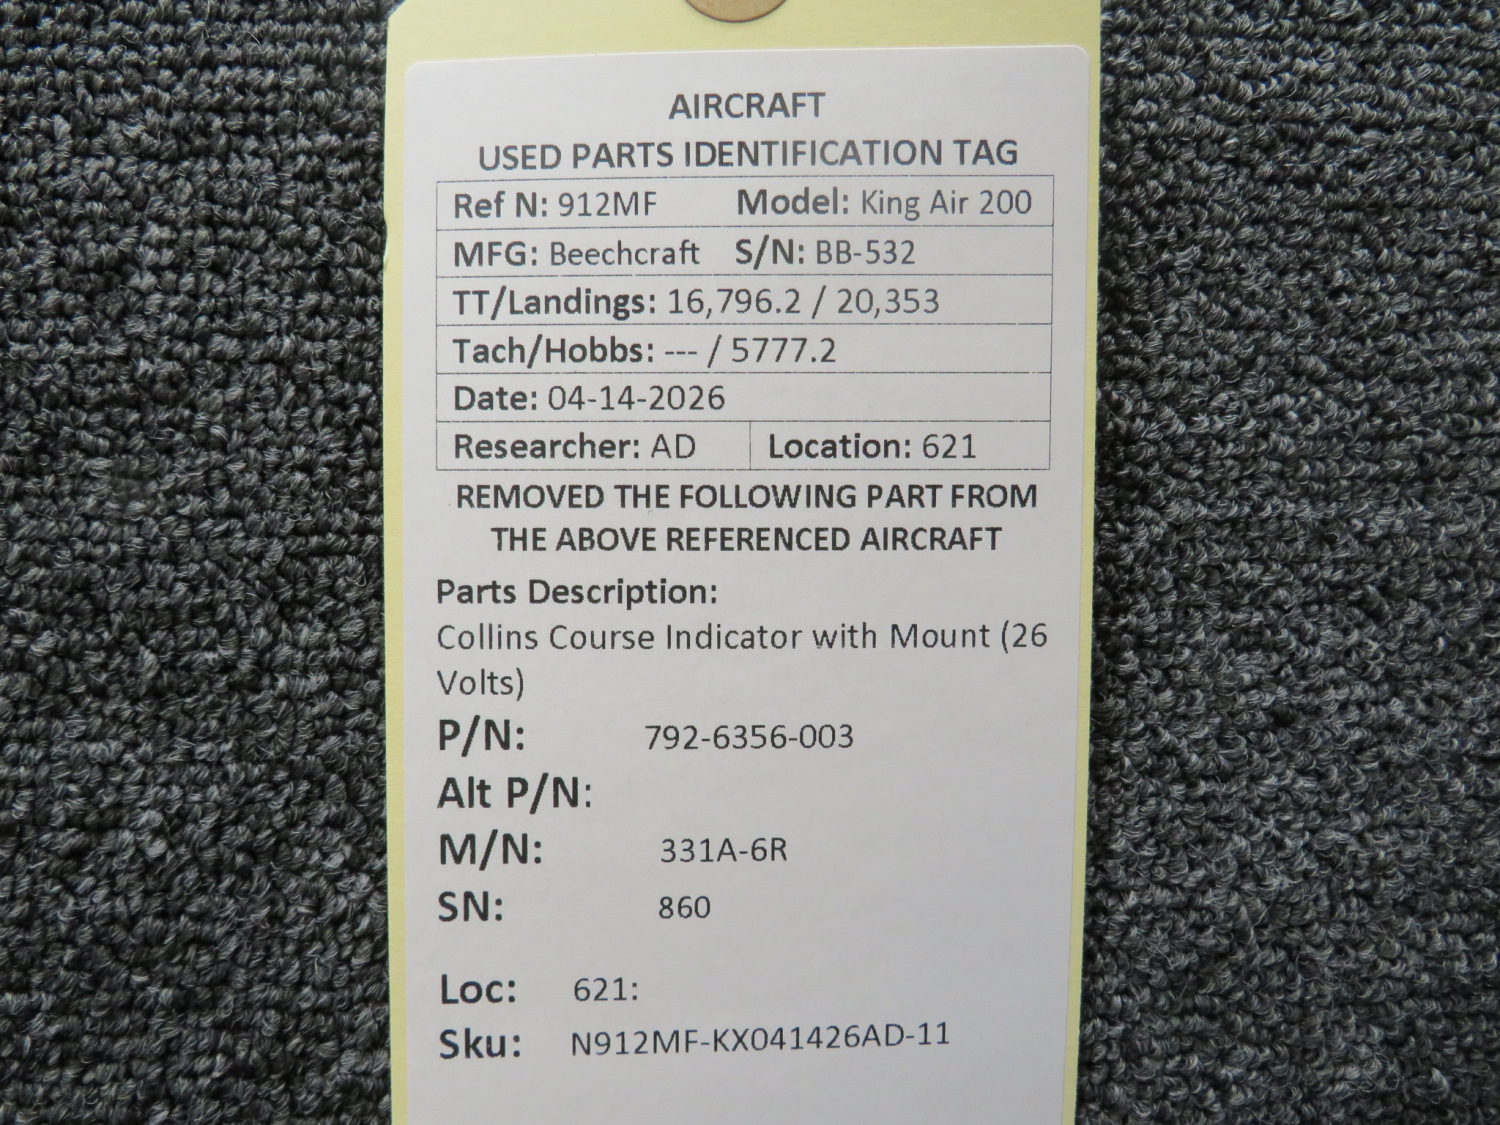 AIRCRAFT
USED PARTS IDENTIFICATION TAG
Ref N: 912MF Model: King Air 200
MFG: Beechcraft S/N: BB-532
TT/Landings: 16,796.2 / 20,353
Tach/Hobbs: --- / 5777.2
Date: 04-14-2026
Researcher: AD Location: 621
REMOVED THE FOLLOWING PART FROM
THE ABOVE REFERENCED AIRCRAFT
Parts Description:
Collins Course Indicator with Mount (26
Volts)
P/N: 792-6356-003
Alt P/N:
M/N: 331A-6R
SN: 860
Loc: 621:
Sku: N912MF-KX041426AD-11